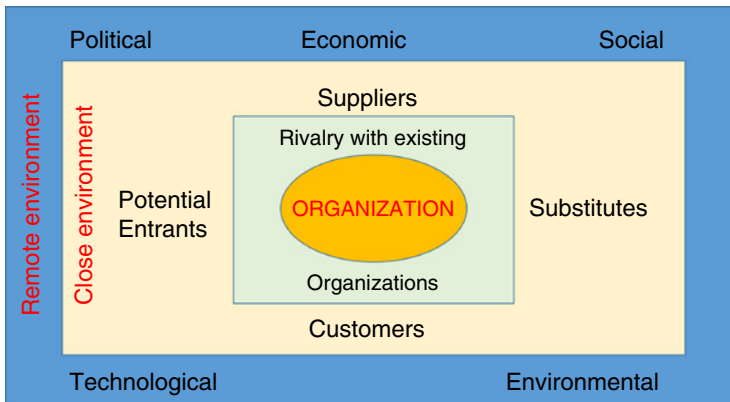 Political Economic Social
Remote environment
Close environment
Suppliers
Rivalry with existing
Potential
Entrants
ORGANIZATION
Substitutes
Organizations
Customers
Technological Environmental